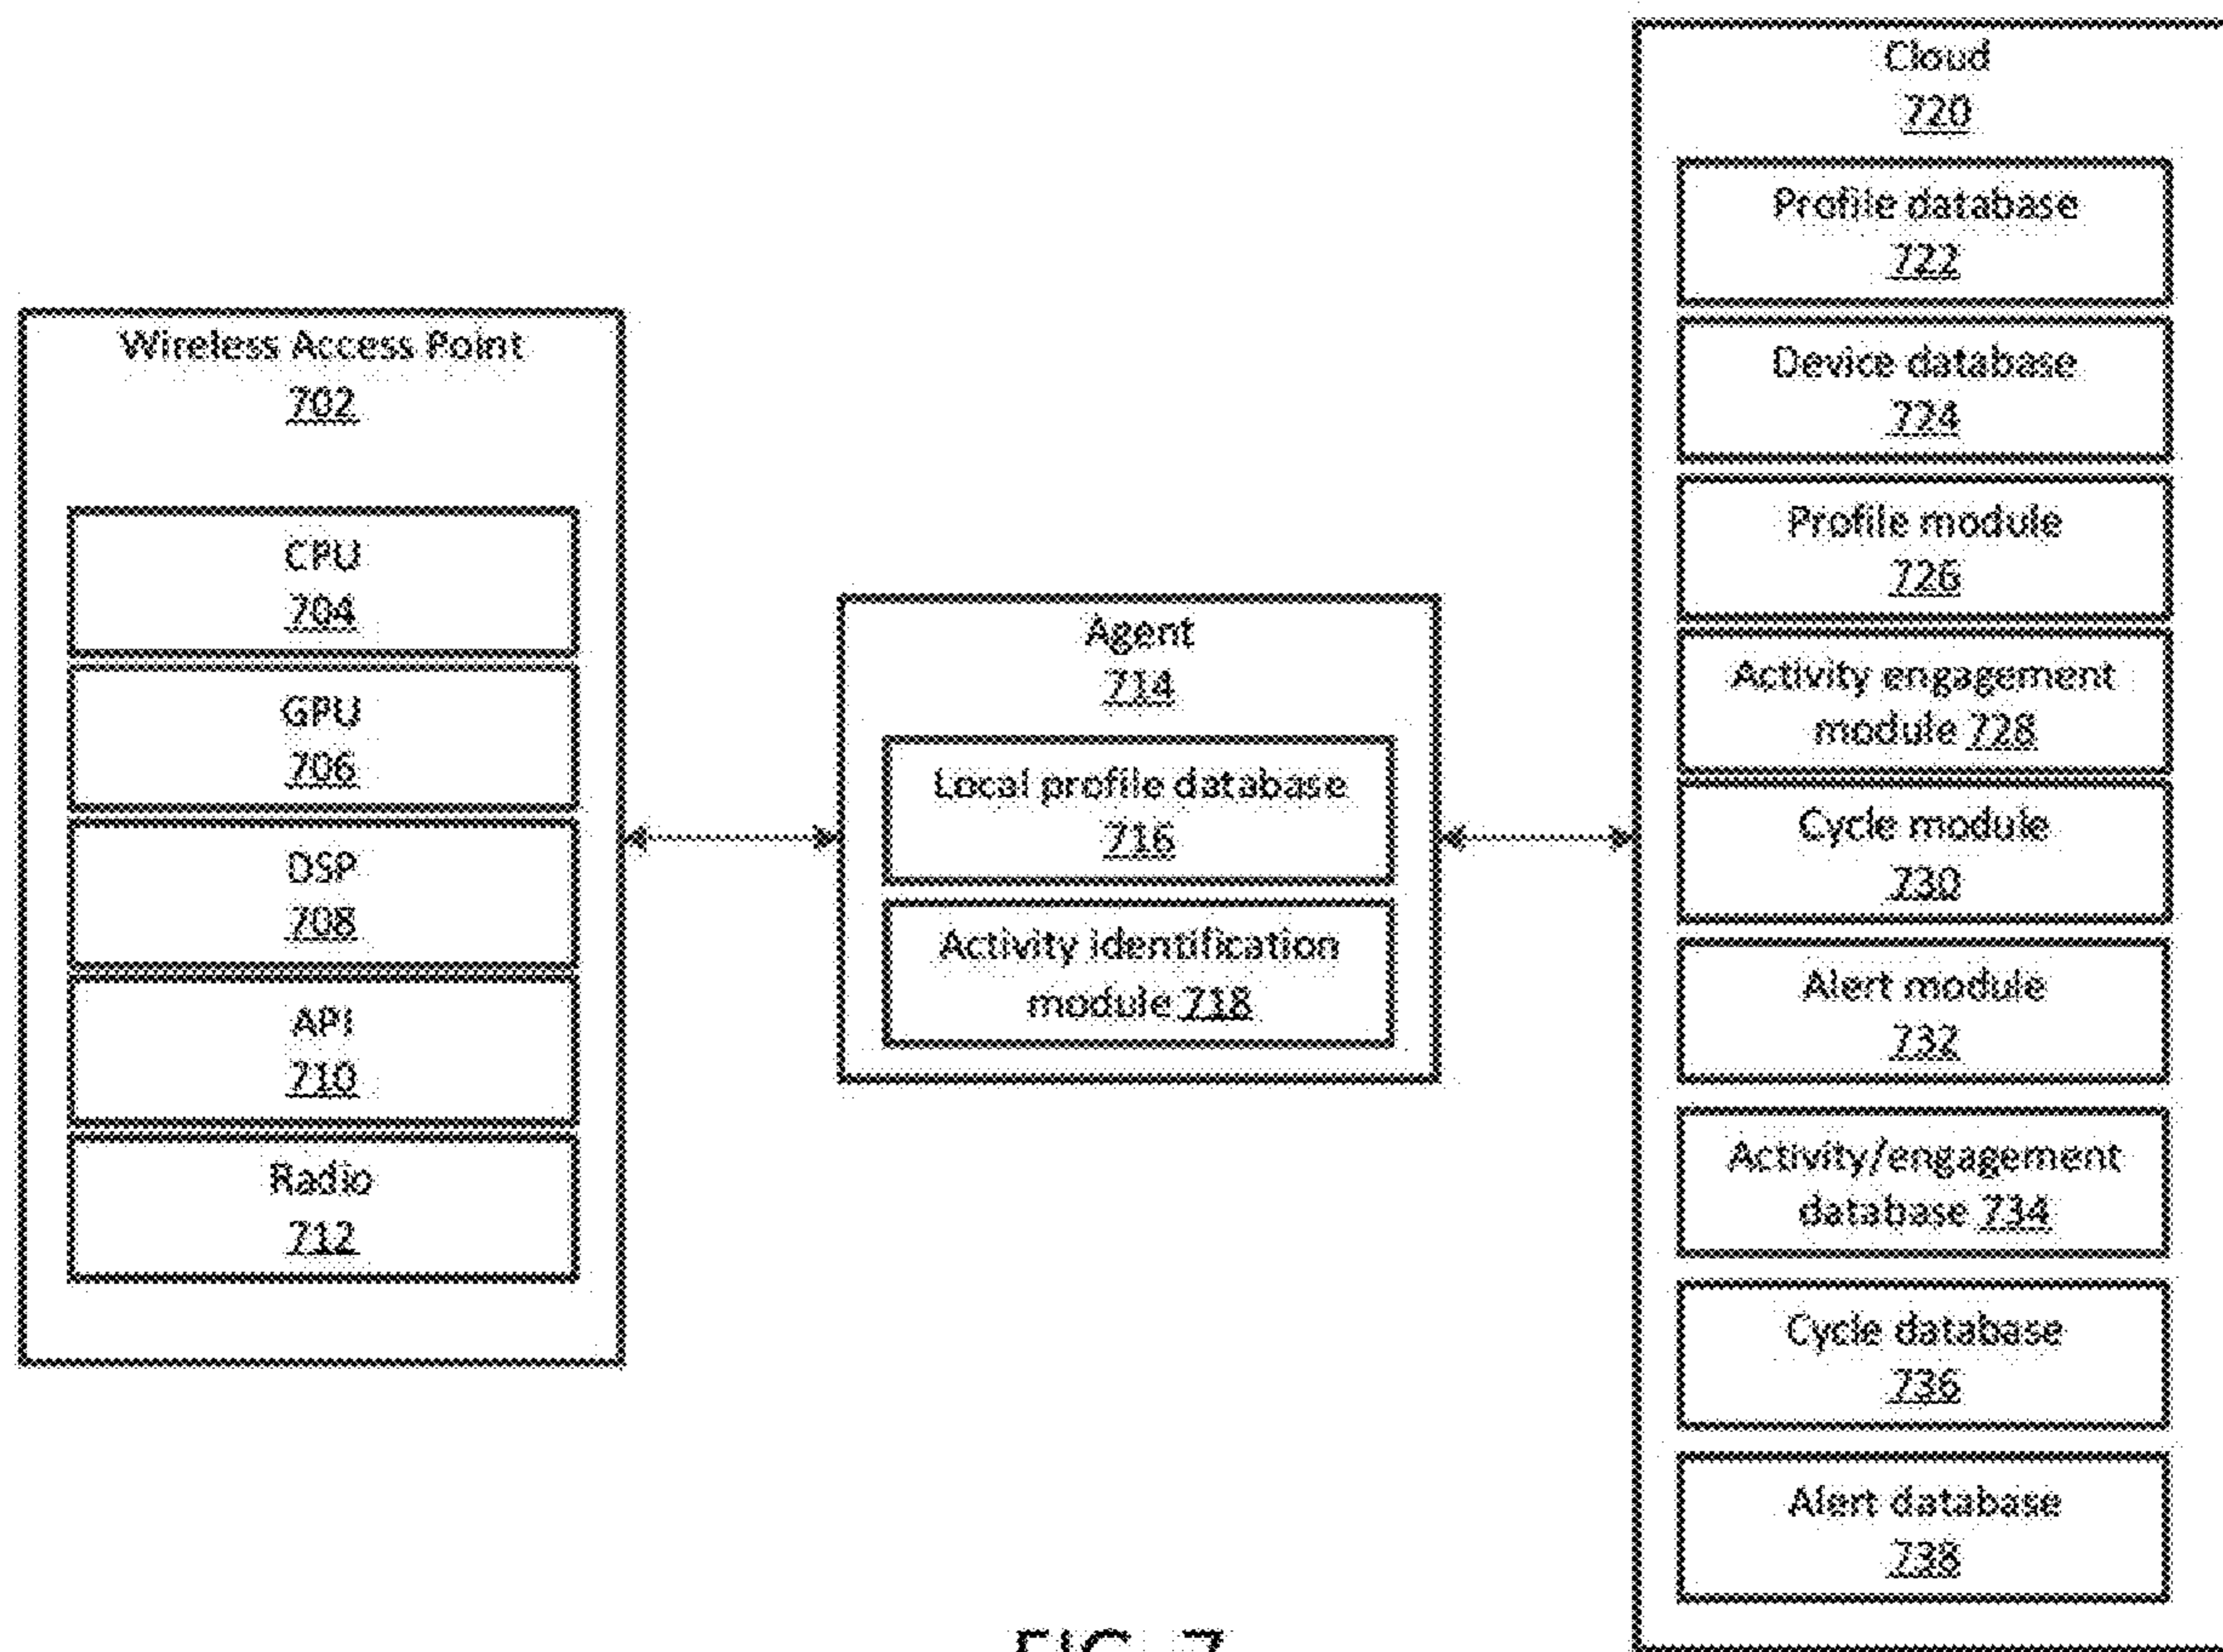 Wireless Access Point
702
CPU
704
GPU
706
DSP
708
API
710
Radio
712
Agent
714
Local profile database
716
Activity identification
module 718
Cloud
720
Profile database
722
Device database
724
Profile module
726
Activity engagement
module 728
Cycle module
730
Alert module
732
Activity/engagement
database 734
Cycle database
736
Alert database
738
FIG. 7